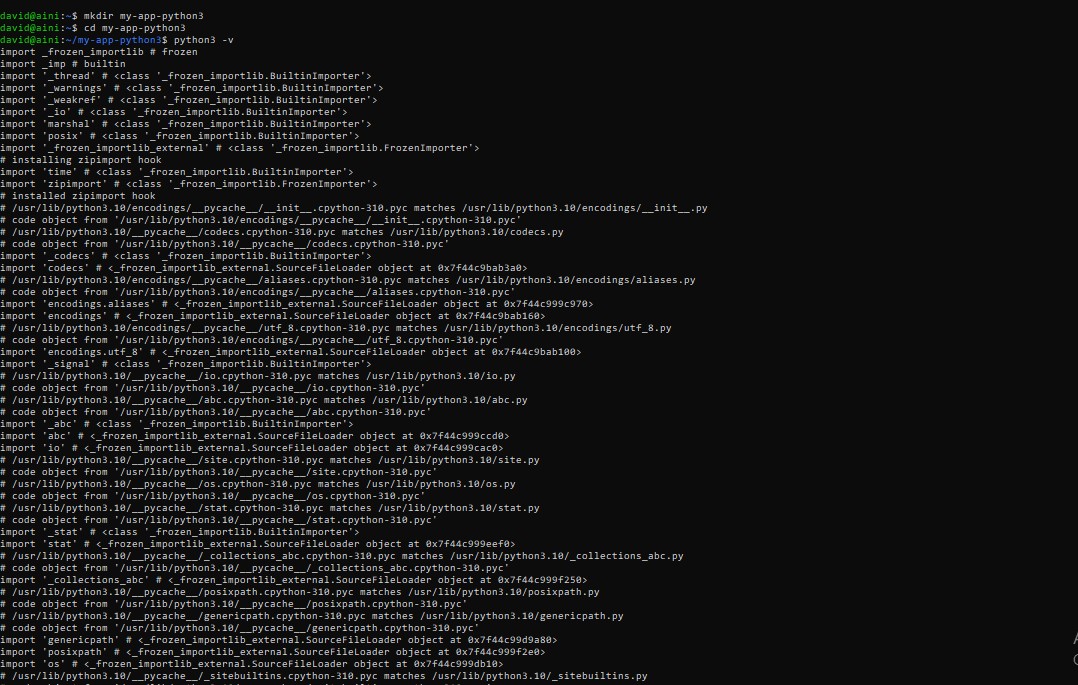 david@aini:~$ mkdir my-app-python3
david@aini:~$ cd my-app-python3
david@aini:~/my-app-python3$ python3 -v
import _frozen_importlib # frozen
import _imp # builtin
import '_thread' # <class '_frozen_importlib.BuiltinImporter'>
import '_warnings' # <class '_frozen_importlib.BuiltinImporter'>
import '_weakref' # <class '_frozen_importlib.BuiltinImporter'>
import '_io' # <class '_frozen_importlib.BuiltinImporter'>
import 'marshal' # <class '_frozen_importlib.BuiltinImporter'>
import 'posix' # <class '_frozen_importlib.BuiltinImporter'>
import '_frozen_importlib_external' # <class '_frozen_importlib.FrozenImporter'>
# installing zipimport hook
import 'time' # <class '_frozen_importlib.BuiltinImporter'>
import 'zipimport' # <class '_frozen_importlib.FrozenImporter'>
# installed zipimport hook
# /usr/lib/python3.10/encodings/__pycache__/__init__.cpython-310.pyc matches /usr/lib/python3.10/encodings/__init__.py
# code object from '/usr/lib/python3.10/encodings/__pycache__/__init__.cpython-310.pyc'
# /usr/lib/python3.10/__pycache__/codecs.cpython-310.pyc matches /usr/lib/python3.10/codecs.py
# code object from '/usr/lib/python3.10/__pycache__/codecs.cpython-310.pyc'
import '_codecs' # <class '_frozen_importlib.BuiltinImporter'>
import 'codecs' # <_frozen_importlib_external.SourceFileLoader object at 0x7f44c9bab3a0>
# /usr/lib/python3.10/encodings/__pycache__/aliases.cpython-310.pyc matches /usr/lib/python3.10/encodings/aliases.py
# code object from '/usr/lib/python3.10/encodings/__pycache__/aliases.cpython-310.pyc'
import 'encodings.aliases' # <_frozen_importlib_external.SourceFileLoader object at 0x7f44c999c970>
import 'encodings' # <_frozen_importlib_external.SourceFileLoader object at 0x7f44c9bab160>
# /usr/lib/python3.10/encodings/__pycache__/utf_8.cpython-310.pyc matches /usr/lib/python3.10/encodings/utf_8.py
# code object from '/usr/lib/python3.10/encodings/__pycache__/utf_8.cpython-310.pyc'
import 'encodings.utf_8' # <_frozen_importlib_external.SourceFileLoader object at 0x7f44c9bab100>
import '_signal' # <class '_frozen_importlib.BuiltinImporter'>
# /usr/lib/python3.10/__pycache__/io.cpython-310.pyc matches /usr/lib/python3.10/io.py
# code object from '/usr/lib/python3.10/__pycache__/io.cpython-310.pyc'
# /usr/lib/python3.10/__pycache__/abc.cpython-310.pyc matches /usr/lib/python3.10/abc.py
# code object from '/usr/lib/python3.10/__pycache__/abc.cpython-310.pyc'
import '_abc' # <class '_frozen_importlib.BuiltinImporter'>
import 'abc' # <_frozen_importlib_external.SourceFileLoader object at 0x7f44c999ccd0>
import 'io' # <_frozen_importlib_external.SourceFileLoader object at 0x7f44c999cac0>
# /usr/lib/python3.10/__pycache__/site.cpython-310.pyc matches /usr/lib/python3.10/site.py
# code object from '/usr/lib/python3.10/__pycache__/site.cpython-310.pyc'
# /usr/lib/python3.10/__pycache__/os.cpython-310.pyc matches /usr/lib/python3.10/os.py
# code object from '/usr/lib/python3.10/__pycache__/os.cpython-310.pyc'
# /usr/lib/python3.10/__pycache__/stat.cpython-310.pyc matches /usr/lib/python3.10/stat.py
# code object from '/usr/lib/python3.10/__pycache__/stat.cpython-310.pyc'
import '_stat' # <class '_frozen_importlib.BuiltinImporter'>
import 'stat' # <_frozen_importlib_external.SourceFileLoader object at 0x7f44c999eef0>
# /usr/lib/python3.10/__pycache__/_collections_abc.cpython-310.pyc matches /usr/lib/python3.10/_collections_abc.py
# code object from '/usr/lib/python3.10/__pycache__/_collections_abc.cpython-310.pyc'
import '_collections_abc' # <_frozen_importlib_external.SourceFileLoader object at 0x7f44c999f250>
# /usr/lib/python3.10/__pycache__/posixpath.cpython-310.pyc matches /usr/lib/python3.10/posixpath.py
# code object from '/usr/lib/python3.10/__pycache__/posixpath.cpython-310.pyc'
# /usr/lib/python3.10/__pycache__/genericpath.cpython-310.pyc matches /usr/lib/python3.10/genericpath.py
# code object from '/usr/lib/python3.10/__pycache__/genericpath.cpython-310.pyc'
import 'genericpath' # <_frozen_importlib_external.SourceFileLoader object at 0x7f44c99d9a80>
import 'posixpath' # <_frozen_importlib_external.SourceFileLoader object at 0x7f44c999f2e0>
import 'os' # <_frozen_importlib_external.SourceFileLoader object at 0x7f44c999db10>
# /usr/lib/python3.10/__pycache__/_sitebuiltins.cpython-310.pyc matches /usr/lib/python3.10/_sitebuiltins.py